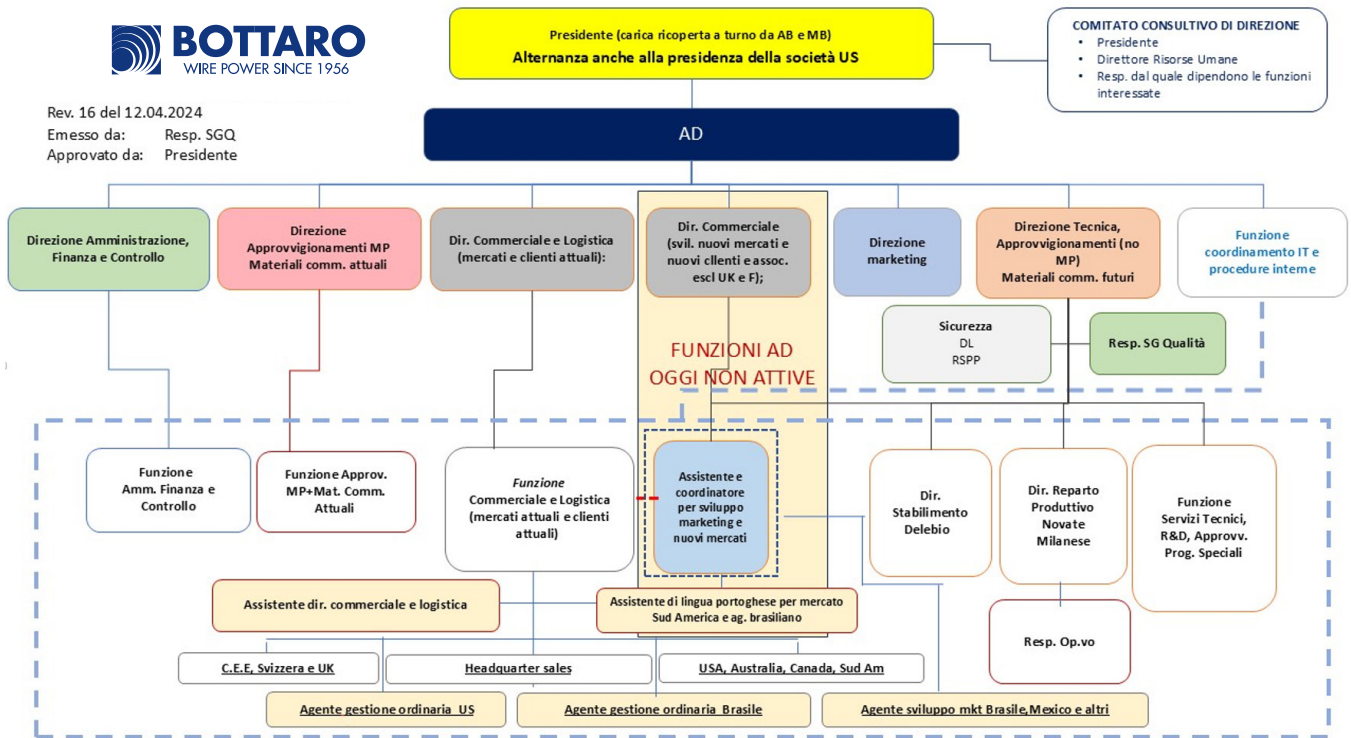 BOTTARO
WIRE POWER SINCE 1956
Presidente (carica ricoperta a turno da AB e MB)
Alternanza anche alla presidenza della società US
COMITATO CONSULTIVO DI DIREZIONE
• Presidente
• Direttore Risorse Umane
• Resp. dal quale dipendono le funzioni
interessate
Rev. 16 del 12.04.2024
Emesso da: Resp. SGQ
Approvato da: Presidente
AD
Direzione Amministrazione,
Finanza e Controllo
Direzione
Approvvigionamenti MP
Materiali comm. attuali
Dir. Commerciale e Logistica
(mercati e clienti attuali):
Dir. Commerciale
(svil. nuovi mercati e
nuovi cllenti e assoc.
escl UK e F);
Direzione
marketing
Direzione Tecnica,
Approvvigionamenti (no
MP)
Materiali comm. futuri
Funzione
coordinamento IT e
procedure interne
Sicurezza
DL
RSPP
Resp. SG Qualità
FUNZIONI AD
OGGI NON ATTIVE
Funzione
Amm. Finanza e
Controllo
Funzione Approv.
MP+Mat. Comm.
Attuali
Funzione
Commerciale e Logistica
(mercati attuali e clienti
attuali)
Assistente e
coordinatore
per sviluppo
marketing e
nuovi mercati
Dir.
Stabilimento
Delebio
Dir. Reparto
Produttivo
Novate
Milanese
Funzione
Servizi Tecnici,
R&D, Approvv.
Prog. Speciali
Assistente dir. commerciale e logistica
Assistente di lingua portoghese per mercato
Sud America e ag. brasiliano
Resp. Op.vo
C.E.E, Svizzera e UK
Headquarter sales
USA, Australia, Canada, Sud Am
Agente gestione ordinaria US
Agente gestione ordinaria Brasile
Agente sviluppo mkt Brasile,Mexico e altri